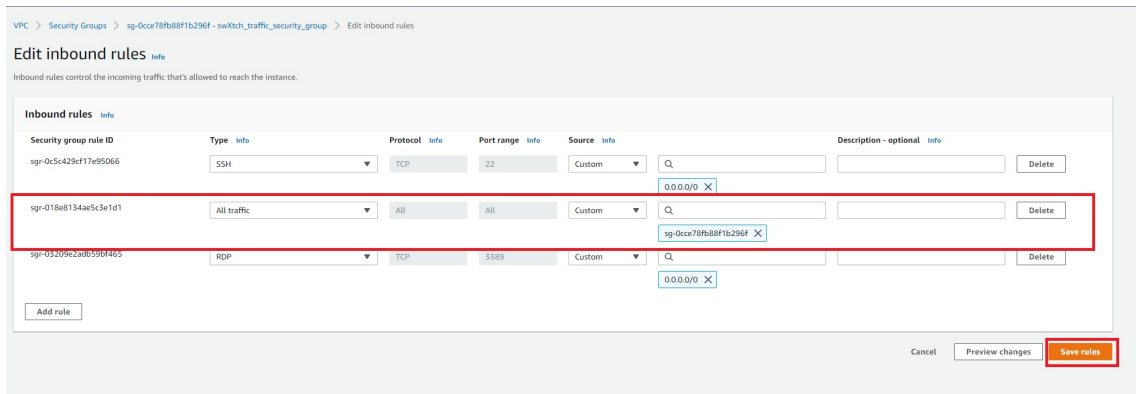 VPC > Security Groups > sg-0cce78fb88f1b296f - swXtch_traffic_security_group > Edit inbound rules
Edit inbound rules Info
Inbound rules control the incoming traffic that's allowed to reach the instance.
Inbound rules Info
Security group rule ID Type Info Protocol Info Port range Info Source Info Description - optional Info
sgr-0c5c429cf17e95066 SSH TCP 22 Custom Delete
0.0.0.0/0 X
sgr-018e8134ae5c3e1d1 All traffic All All Custom Delete
sg-0cce78fb88f1b296f X
sgr-03209e2adb59bf465 RDP TCP 3389 Custom Delete
0.0.0.0/0 X
Add rule
Cancel Preview changes Save rules